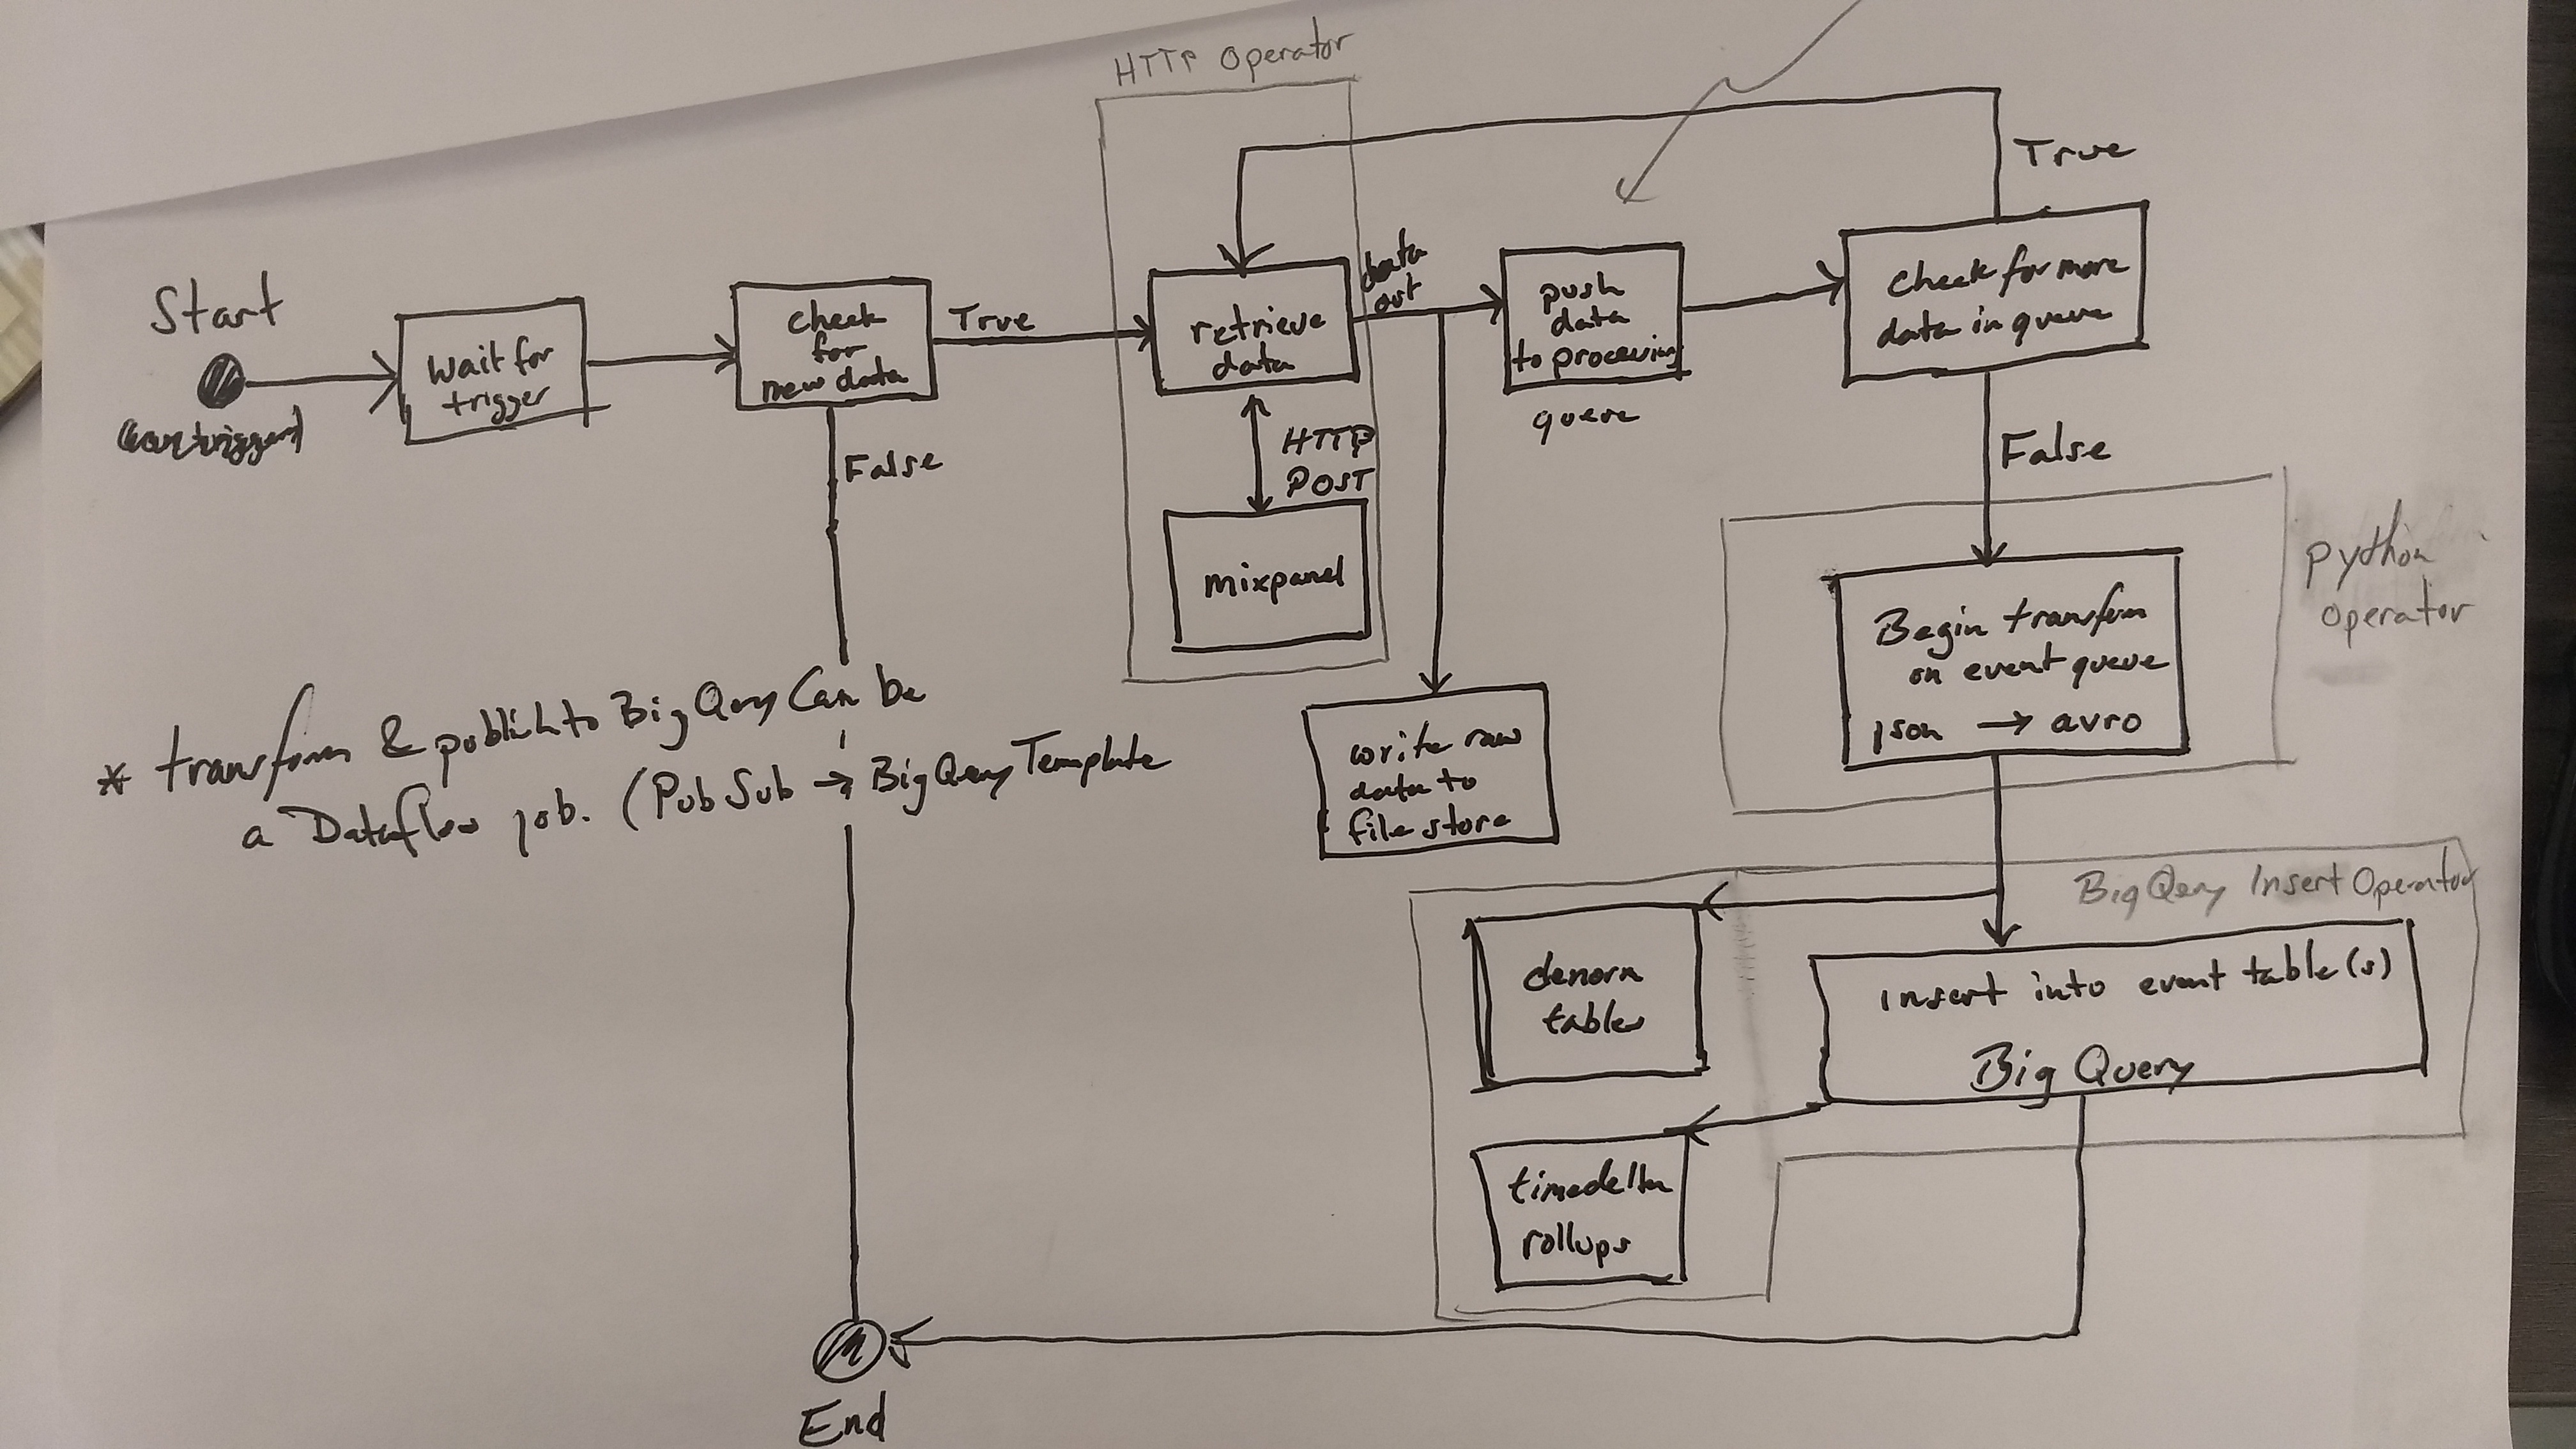 HTTP Operator
True
Start
Wait for
trigger
check
for
new data
True
False
retrieve
data
data
out
HTTP
POST
mixpanel
push
data
to processing
queue
check for more
data in queue
False
python
operator
Begin transform
on event queue
json → avro
write raw
data to
file store
* transform & publish to BigQuery Can be
a Dataflow job. (PubSub → BigQuery Template
BigQuery Insert Operator
denorm
tables
insert into event table(s)
Big Query
timedelta
rollups
End